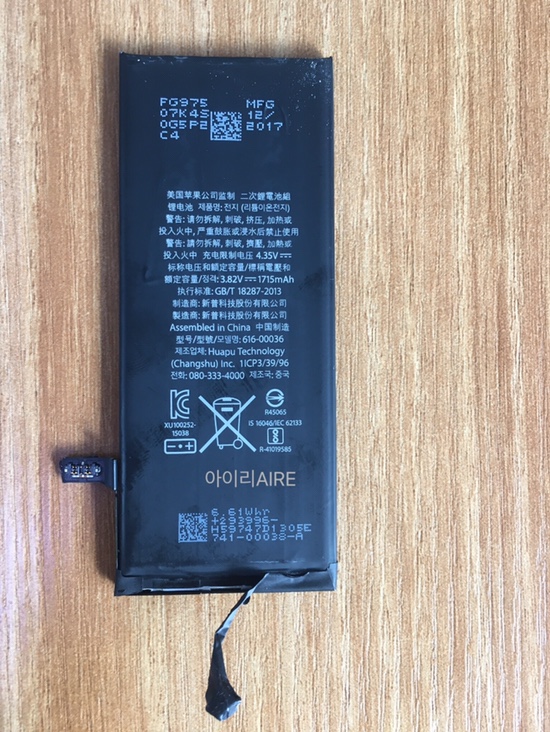 FG975
07K4S
0G5P2
C4
MFG
12/
2017
美国苹果公司监制 二次鋰電池組
锂电池 제품명: 전지 (리튬이온전지)
警告: 请勿拆解, 刺破, 挤压, 加热或
投入火中, 严重鼓胀或浸水后禁止使用
警告: 請勿拆解, 刺破, 擠壓, 加熱或
投入火中 充电限制电压 4.35V⎓
标称电压和额定容量/標稱電壓和
額定容量/정격: 3.82V⎓1715mAh
执行标准: GB/T 18287-2013
制造商: 新普科技股份有限公司
製造商: 新普科技股份有限公司
Assembled in China 中国制造
型号/型號/모델명: 616-00036
제조업체: Huapu Technology
(Changshu) Inc. 1ICP3/39/96
전화: 080-333-4000 제조국: 중국
XU100252-
15038
R45065
IS 16046/IEC 62133
R-41019585
아이리AIRE
6.61Whr
+293996-
H59747D1305E
741-00038-A